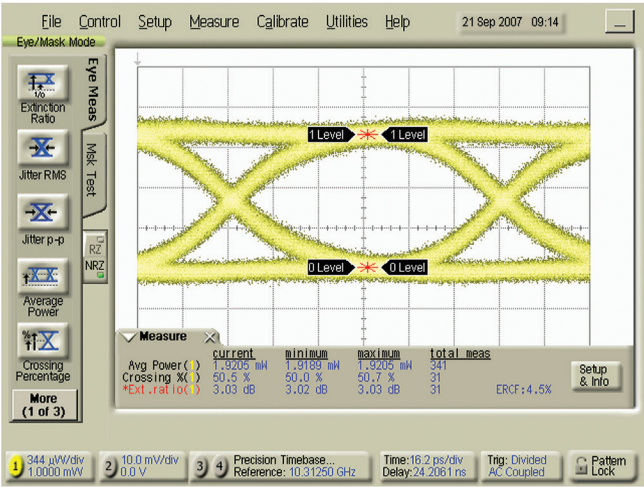 File Control Setup Measure Calibrate Utilities Help 21 Sep 2007 09:14
Eye/Mask Mode
Eye Meas
Msk Test
1/0
Extinction
Ratio
Jitter RMS
Jitter p-p
RZ
NRZ
Average
Power
%
Crossing
Percentage
More
(1 of 3)
1 Level 1 Level
0 Level 0 Level
Measure
current minimum maximum total meas
Avg Power(1) 1.9205 mW 1.9189 mW 1.9205 mW 341
Crossing %(1) 50.5 % 50.0 % 50.7 % 31
*Ext.ratio(1) 3.03 dB 3.02 dB 3.03 dB 31 ERCF:4.5%
Setup
& Info
1 344 µW/div
1.0000 mW
2 10.0 mV/div
0.0 V
3 4 Precision Timebase...
Reference: 10.31250 GHz
Time:16.2 ps/div
Delay:24.2061 ns
Trig: Divided
AC Coupled
Pattern
Lock